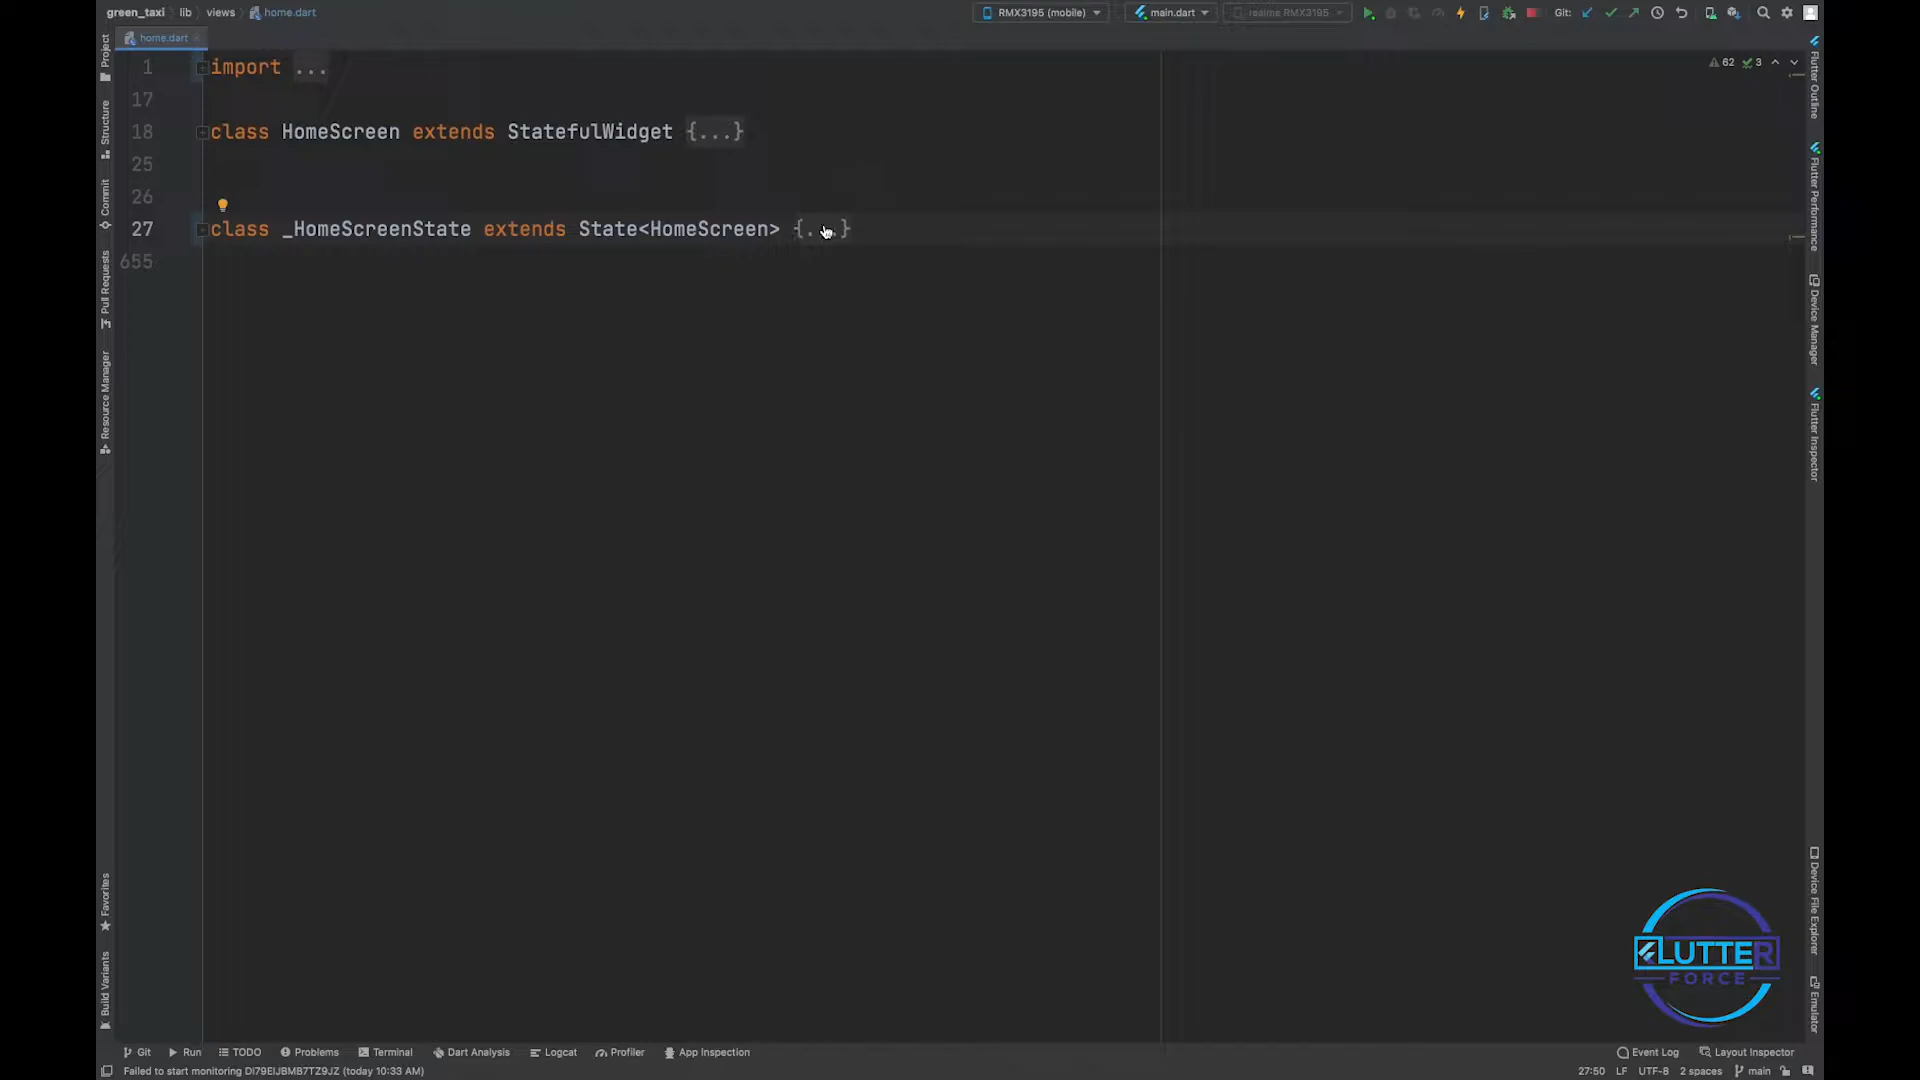 green_taxi lib views home.dart
RMX3195 (mobile) main.dart realme RMX3195 Git:
home.dart
62 3
1 import ...
17
18 class HomeScreen extends StatefulWidget {...}
25
26
27 class _HomeScreenState extends State<HomeScreen> {...}
655
Project
Structure
Commit
Pull Requests
Resource Manager
Favorites
Build Variants
Flutter Outline
Flutter Performance
Device Manager
Flutter Inspector
Device File Explorer
Emulator
FLUTTER
FORCE
Git Run TODO Problems Terminal Dart Analysis Logcat Profiler App Inspection Event Log Layout Inspector
Failed to start monitoring DI79EIJBMB7TZ9JZ (today 10:33 AM) 27:50 LF UTF-8 2 spaces main